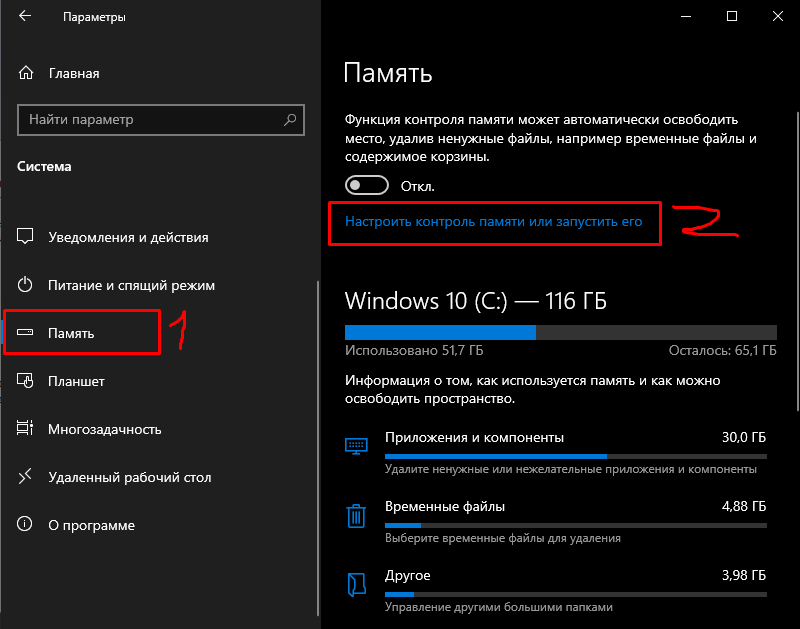 Параметры
Главная
Найти параметр
Система
Уведомления и действия
Питание и спящий режим
Память
1
Планшет
Многозадачность
Удаленный рабочий стол
О программе
Память
Функция контроля памяти может автоматически освободить
место, удалив ненужные файлы, например временные файлы и
содержимое корзины.
Откл.
Настроить контроль памяти или запустить его
2
Windows 10 (C:) — 116 ГБ
Использовано 51,7 ГБ
Осталось: 65,1 ГБ
Информация о том, как используется память и как можно
освободить пространство.
Приложения и компоненты
30,0 ГБ
Удалите ненужные или нежелательные приложения и компоненты
Временные файлы
4,88 ГБ
Выберите временные файлы для удаления
Другое
3,98 ГБ
Управление другими большими папками